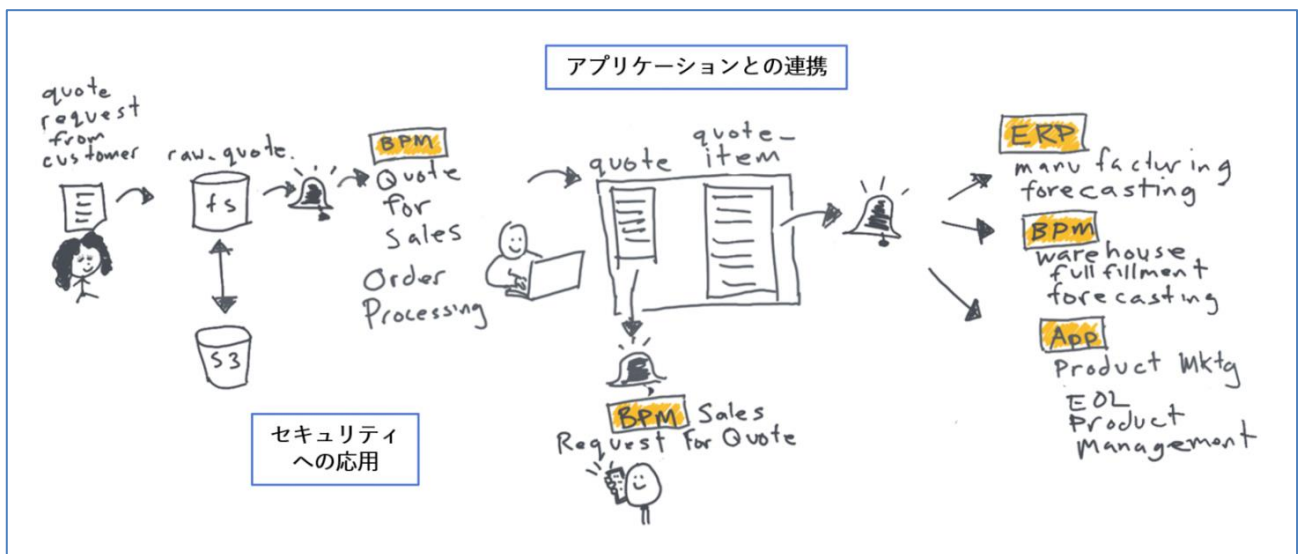 アプリケーションとの連携
quote
request
from
customer
raw_quote.
fs
S3
BPM
Quote
for
Sales
Order
Processing
quote
quote_
item
BPM Sales
Request for Quote
ERP
manufacturing
forecasting
BPM
warehouse
fullfillment
forecasting
App
Product Mktg
EOL
Product
Management
セキュリティ
への応用